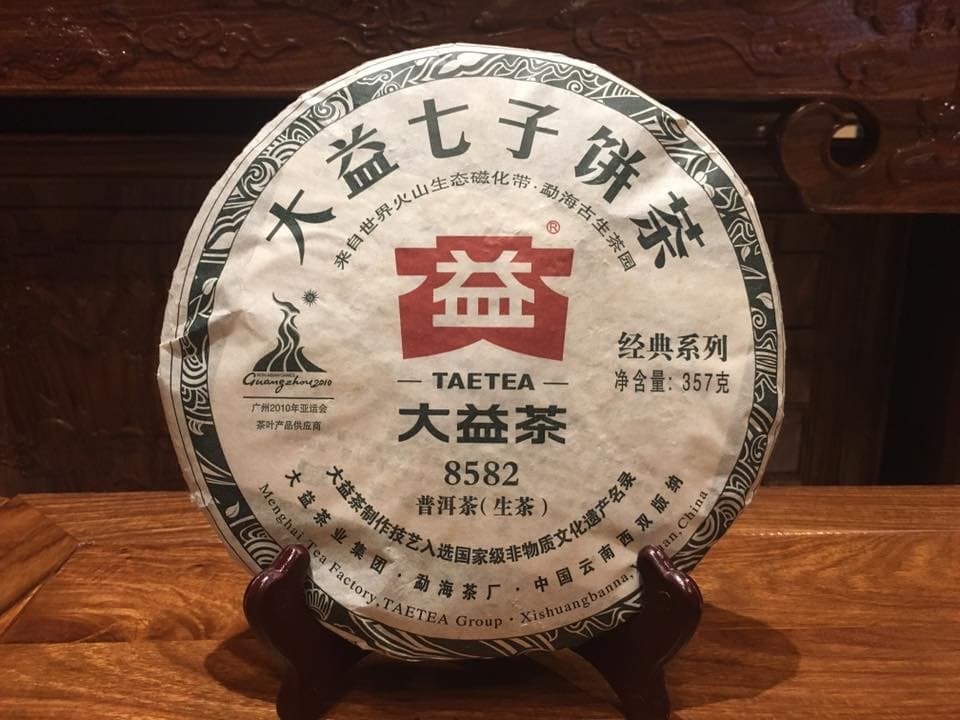 大益七子饼茶
来自世界火山生态磁化带·勐海古生茶园
®
益
TAETEA
大益茶
8582
普洱茶(生茶)
经典系列
净含量: 357克
16TH ASIAN GAMES
Guangzhou2010
广州2010年亚运会
茶叶产品供应商
大益茶制作技艺入选国家级非物质文化遗产名录
大益茶业集团·勐海茶厂·中国云南西双版纳
Menghai Tea Factory, TAETEA Group · Xishuangbanna, China